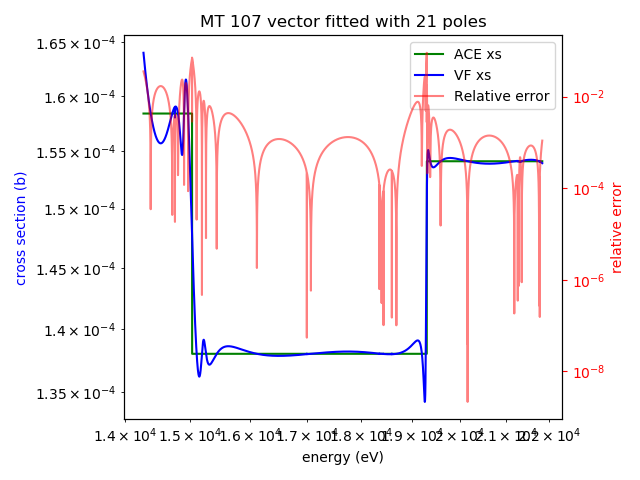 MT 107 vector fitted with 21 poles
ACE xs
VF xs
Relative error
cross section (b)
1.65 × 10⁻⁴
1.6 × 10⁻⁴
1.55 × 10⁻⁴
1.5 × 10⁻⁴
1.45 × 10⁻⁴
1.4 × 10⁻⁴
1.35 × 10⁻⁴
10⁻²
10⁻⁴
10⁻⁶
10⁻⁸
relative error
1.4 × 10⁴ 1.5 × 10⁴ 1.6 × 10⁴ 1.7 × 10⁴ 1.8 × 10⁴ 1.9 × 10⁴ 2 × 10⁴ 2.1 × 10⁴ 2.2 × 10⁴
energy (eV)